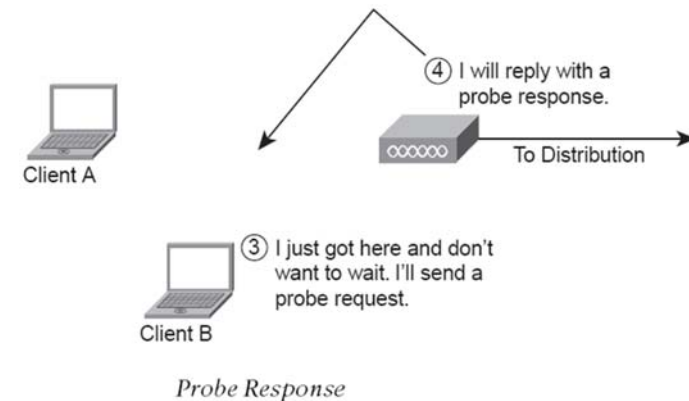 ④ I will reply with a
probe response.
To Distribution
Client A
③ I just got here and don't
want to wait. I'll send a
probe request.
Client B
Probe Response